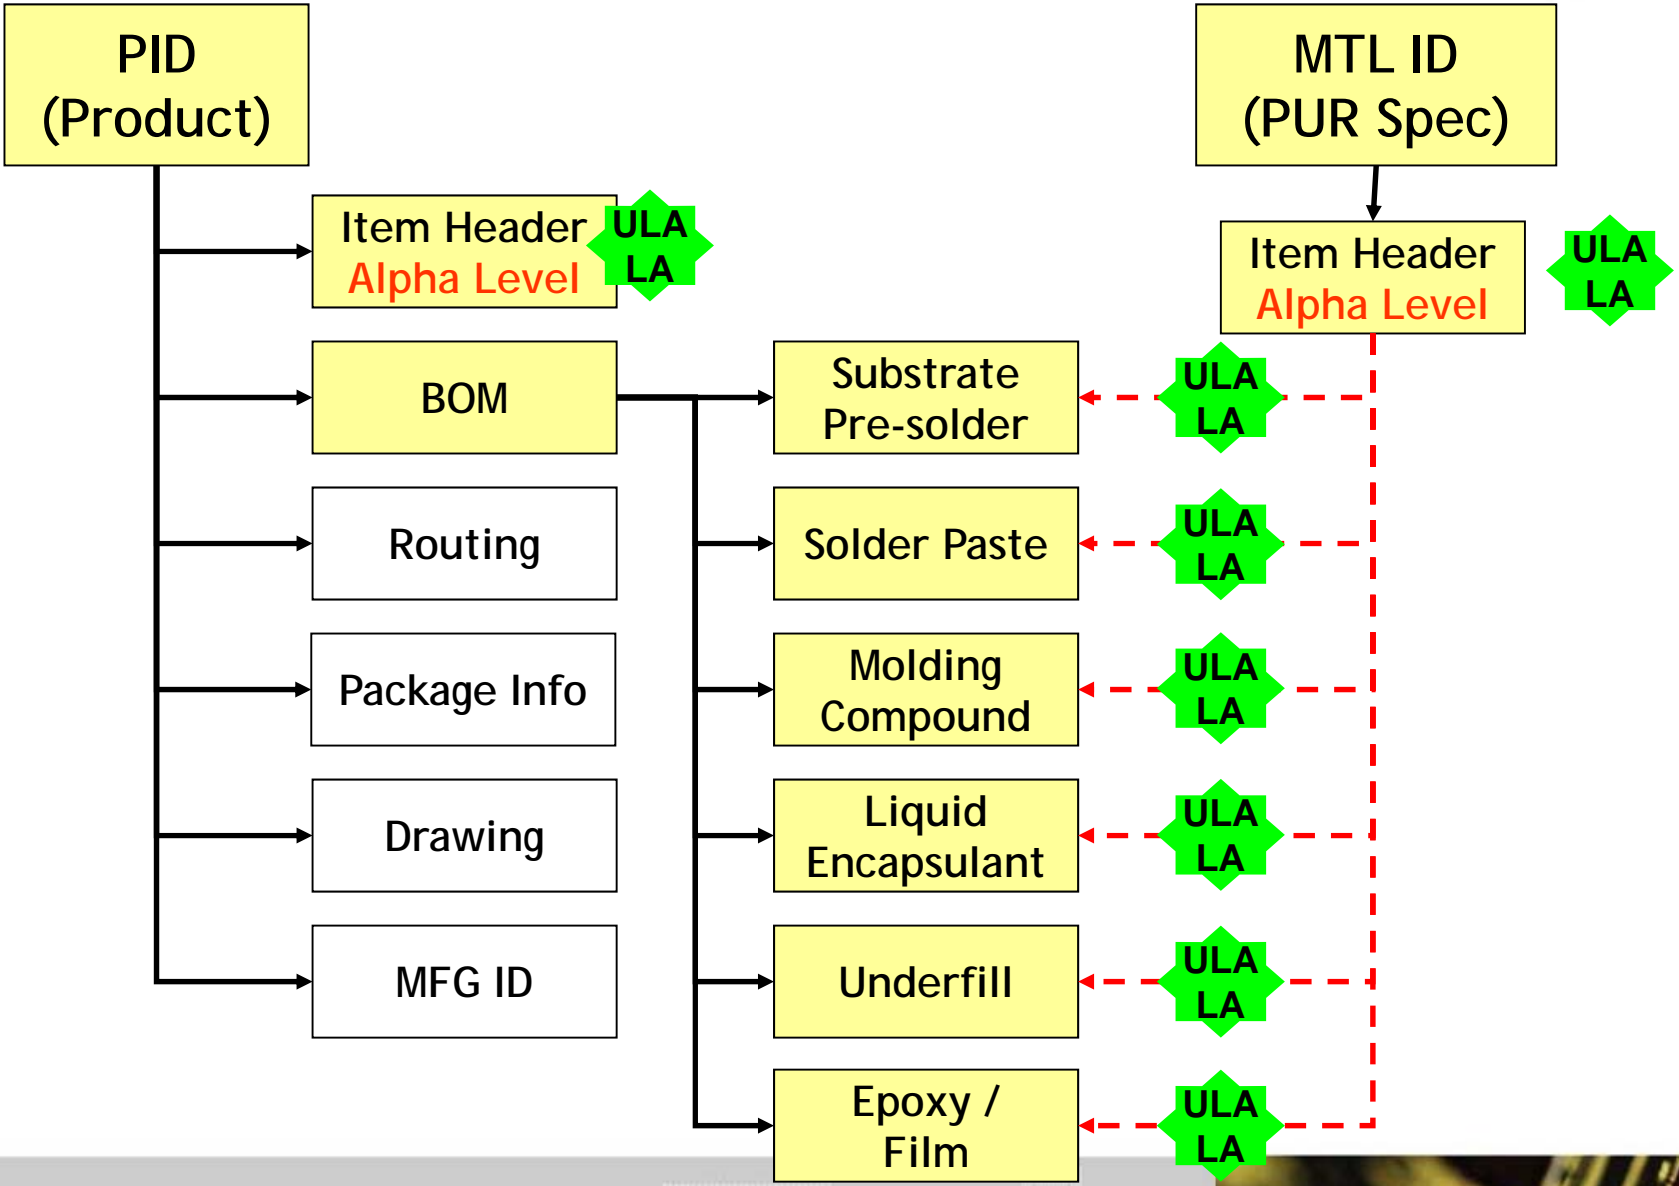 PID
(Product)
MTL ID
(PUR Spec)
Item Header
Alpha Level
ULA
LA
Item Header
Alpha Level
ULA
LA
BOM
Substrate
Pre-solder
ULA
LA
Routing
Solder Paste
ULA
LA
Package Info
Molding
Compound
ULA
LA
Drawing
Liquid
Encapsulant
ULA
LA
MFG ID
Underfill
ULA
LA
Epoxy /
Film
ULA
LA